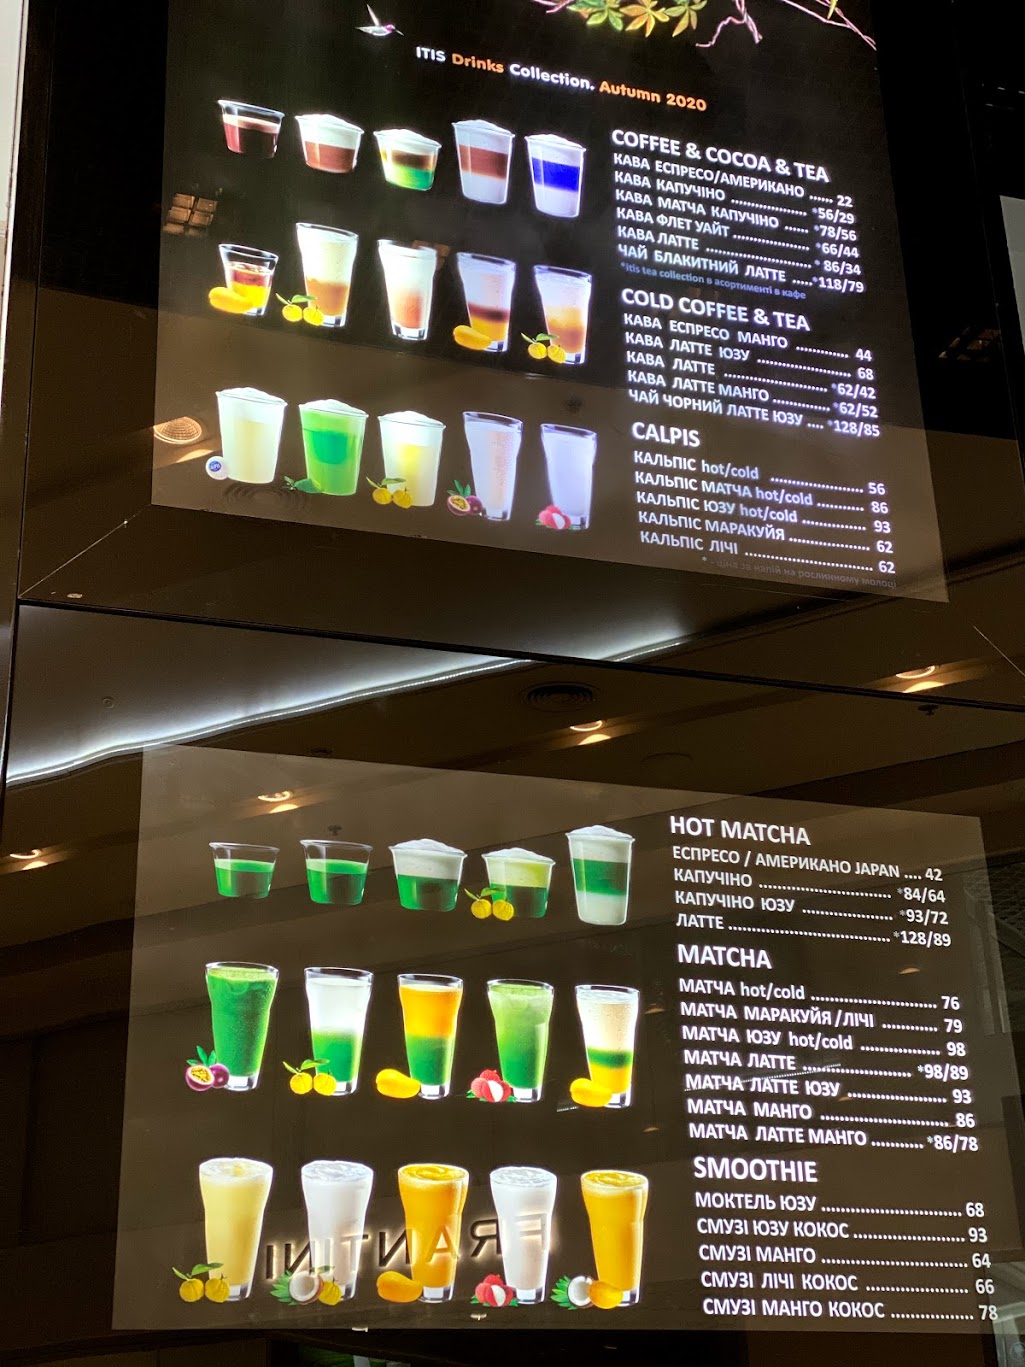 ITIS Drinks Collection. Autumn 2020
COFFEE & COCOA & TEA
КАВА ЕСПРЕСО/АМЕРИКАНО ...... 22
КАВА КАПУЧІНО .................. *56/29
КАВА МАТЧА КАПУЧІНО ...... *78/56
КАВА ФЛЕТ УАЙТ .................. *66/44
КАВА ЛАТТЕ ......................... * 86/34
ЧАЙ БЛАКИТНИЙ ЛАТТЕ .....*118/79
*itis tea collection в асортименті в кафе
COLD COFFEE & TEA
КАВА ЕСПРЕСО МАНГО ............. 44
КАВА ЛАТТЕ ЮЗУ ....................... 68
КАВА ЛАТТЕ .........................*62/42
КАВА ЛАТТЕ МАНГО ..............*62/52
ЧАЙ ЧОРНИЙ ЛАТТЕ ЮЗУ .... *128/85
CALPIS
КАЛЬПІС hot/cold ...................... 56
КАЛЬПІС МАТЧА hot/cold ........... 86
КАЛЬПІС ЮЗУ hot/cold ............... 93
КАЛЬПІС МАРАКУЙЯ .................... 62
КАЛЬПІС ЛІЧІ ............................... 62
* - ціна за напій на рослинному молоці
HOT MATCHA
ЕСПРЕСО / АМЕРИКАНО JAPAN .... 42
КАПУЧІНО ................................ *84/64
КАПУЧІНО ЮЗУ ...................... *93/72
ЛАТТЕ .......................................*128/89
MATCHA
МАТЧА hot/cold ............................... 76
МАТЧА МАРАКУЙЯ /ЛІЧІ .............. 79
МАТЧА ЮЗУ hot/cold .................... 98
МАТЧА ЛАТТЕ ..........................*98/89
МАТЧА ЛАТТЕ ЮЗУ ........................ 93
МАТЧА МАНГО ............................... 86
МАТЧА ЛАТТЕ МАНГО ............*86/78
SMOOTHIE
МОКТЕЛЬ ЮЗУ .................................. 68
СМУЗІ ЮЗУ КОКОС ........................... 93
СМУЗІ МАНГО .................................... 64
СМУЗІ ЛІЧІ КОКОС ......................... 66
СМУЗІ МАНГО КОКОС .................... 78
FRANTINI